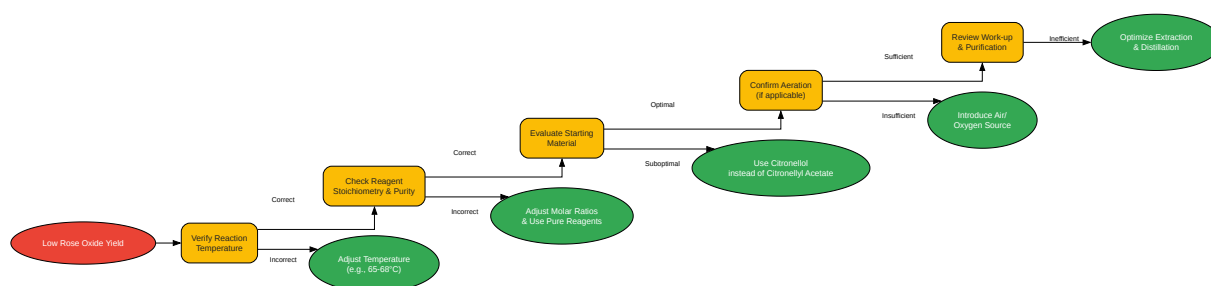 Low Rose Oxide Yield
Verify Reaction
Temperature
Correct
Incorrect
Adjust Temperature
(e.g., 65-68°C)
Check Reagent
Stoichiometry & Purity
Correct
Incorrect
Adjust Molar Ratios
& Use Pure Reagents
Evaluate Starting
Material
Optimal
Suboptimal
Use Citronellol
instead of Citronellyl Acetate
Confirm Aeration
(if applicable)
Sufficient
Insufficient
Introduce Air/
Oxygen Source
Review Work-up
& Purification
Inefficient
Optimize Extraction
& Distillation